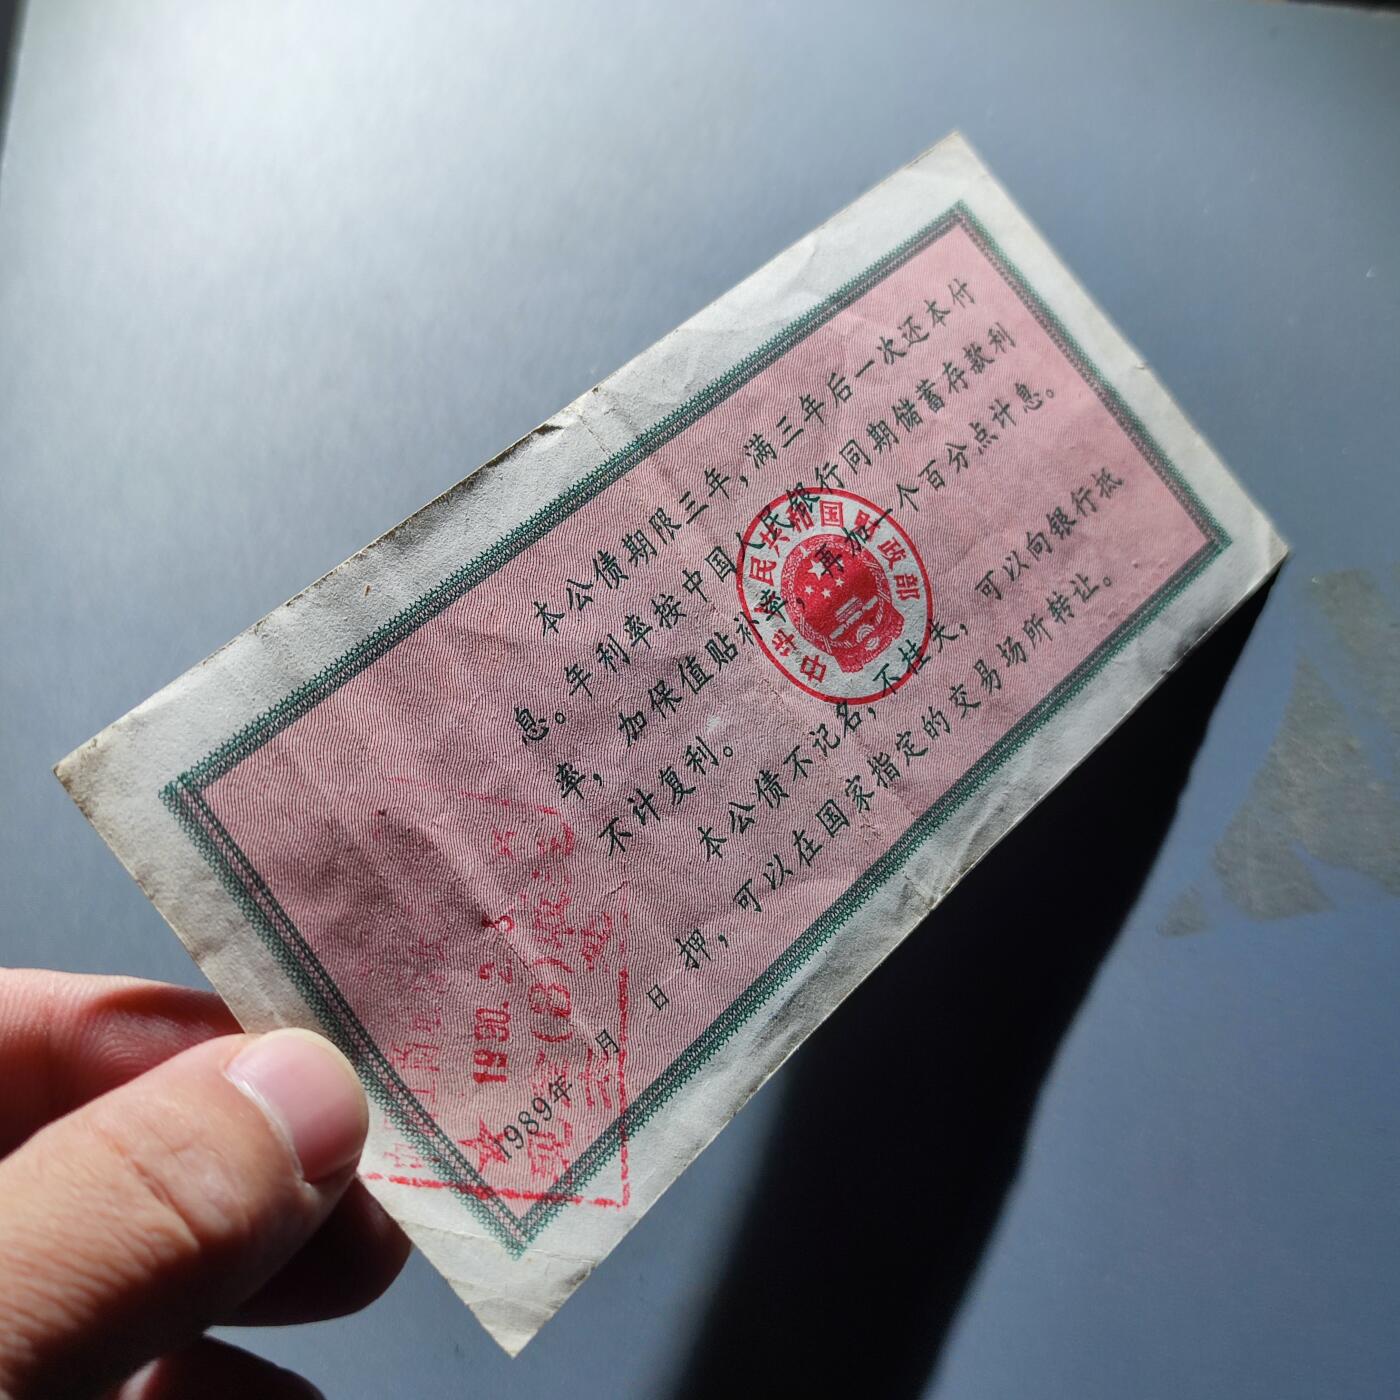 本公债期限三年，满三年后一次还本付
息。年利率按中国人民银行同期储蓄存款利
率，加保值贴补率，再加一个百分点计息。
不计复利。
本公债不记名，不挂失，可以向银行抵
押，可以在国家指定的交易场所转让。
1989年 月 日
中华人民共和国财政部
1990.2.3